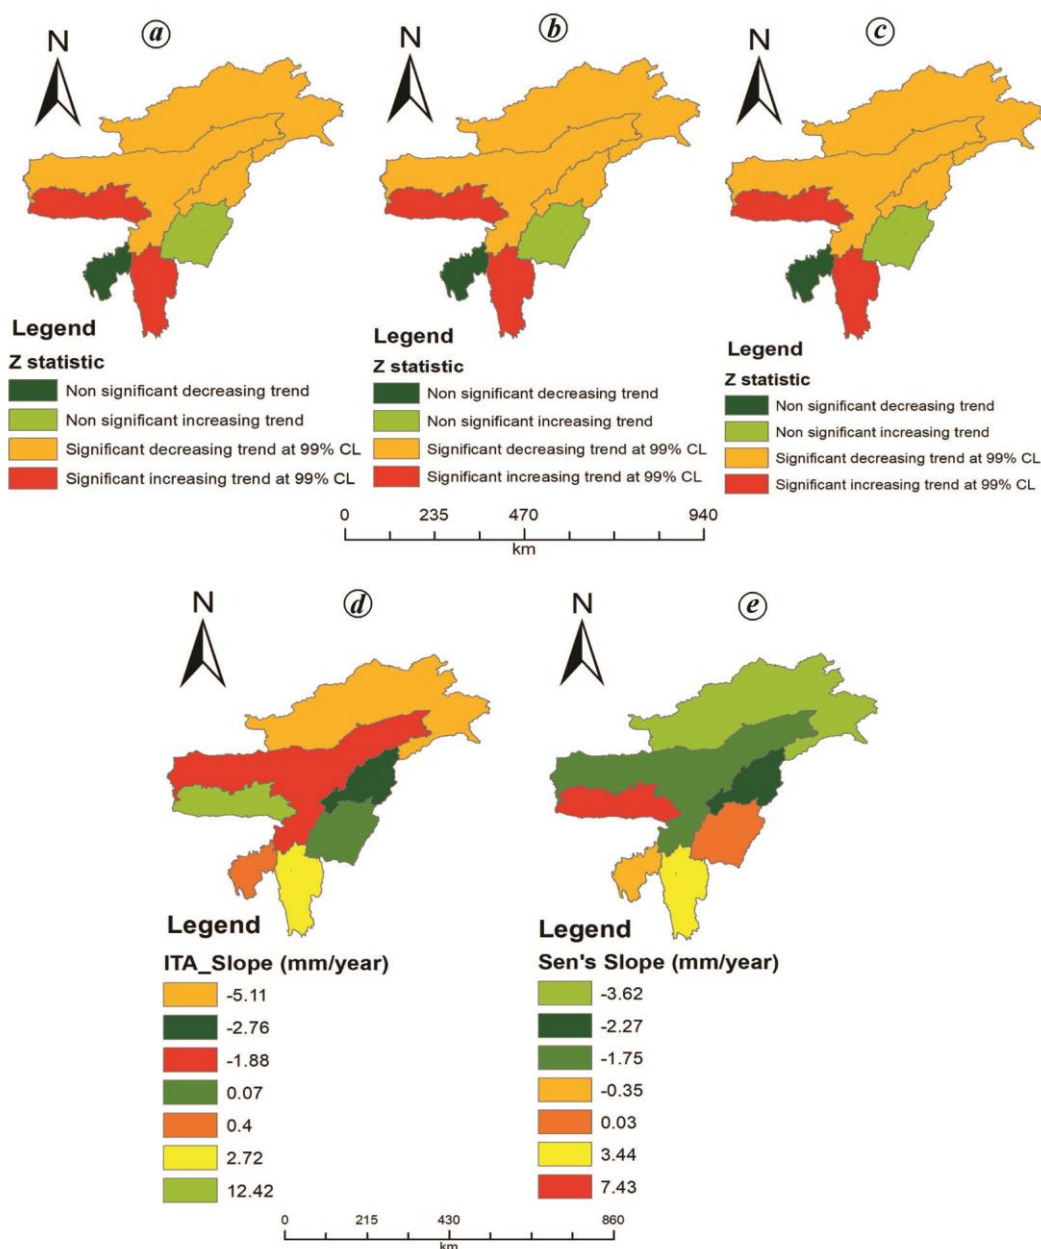 a
b
c
N
N
N
Legend
Z statistic
Non significant decreasing trend
Non significant increasing trend
Significant decreasing trend at 99% CL
Significant increasing trend at 99% CL
Legend
Z statistic
Non significant decreasing trend
Non significant increasing trend
Significant decreasing trend at 99% CL
Significant increasing trend at 99% CL
Legend
Z statistic
Non significant decreasing trend
Non significant increasing trend
Significant decreasing trend at 99% CL
Significant increasing trend at 99% CL
0 235 470 940
km
d
e
N
N
Legend
ITA_Slope (mm/year)
-5.11
-2.76
-1.88
0.07
0.4
2.72
12.42
Legend
Sen's Slope (mm/year)
-3.62
-2.27
-1.75
-0.35
0.03
3.44
7.43
0 215 430 860
km